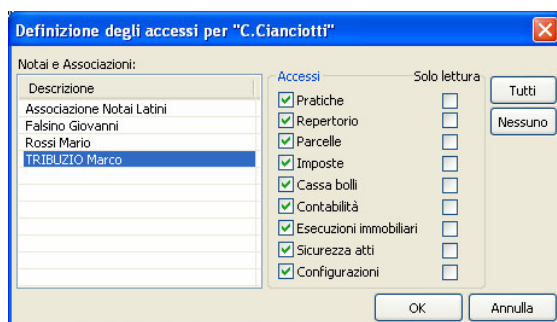 Definizione degli accessi per "C.Cianciotti"
Notai e Associazioni:
Descrizione
Associazione Notai Latini
Falsino Giovanni
Rossi Mario
TRIBUZIO Marco
Accessi Solo lettura
Pratiche
Repertorio
Parcelle
Imposte
Cassa bolli
Contabilità
Esecuzioni immobiliari
Sicurezza atti
Configurazioni
Tutti
Nessuno
OK Annulla